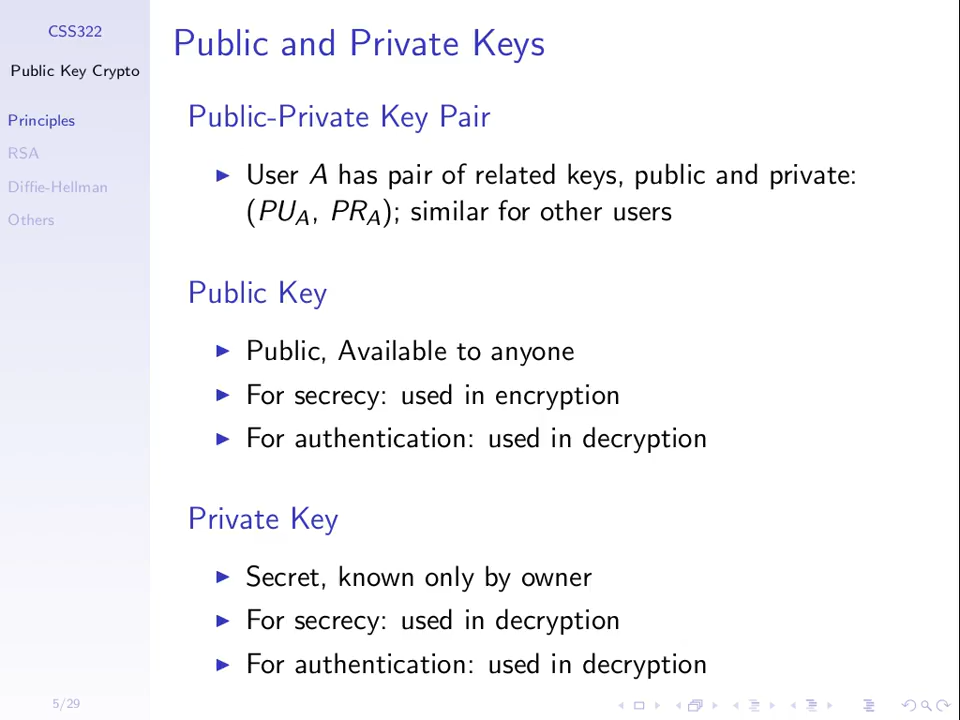 CSS322
Public Key Crypto
Principles
RSA
Diffie-Hellman
Others
Public and Private Keys
Public-Private Key Pair
User A has pair of related keys, public and private:
(PU_A, PR_A); similar for other users
Public Key
Public, Available to anyone
For secrecy: used in encryption
For authentication: used in decryption
Private Key
Secret, known only by owner
For secrecy: used in decryption
For authentication: used in decryption
5/29